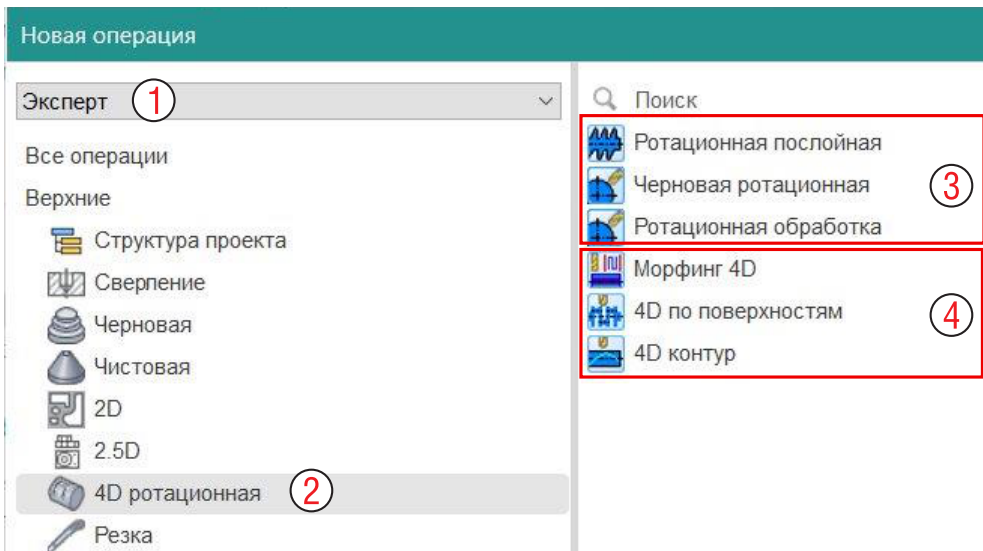 Новая операция
Эксперт 1
Все операции
Верхние
Структура проекта
Сверление
Черновая
Чистовая
2D
2.5D
4D ротационная 2
Резка
Поиск
Ротационная послойная
Черновая ротационная 3
Ротационная обработка
Морфинг 4D
4D по поверхностям 4
4D контур